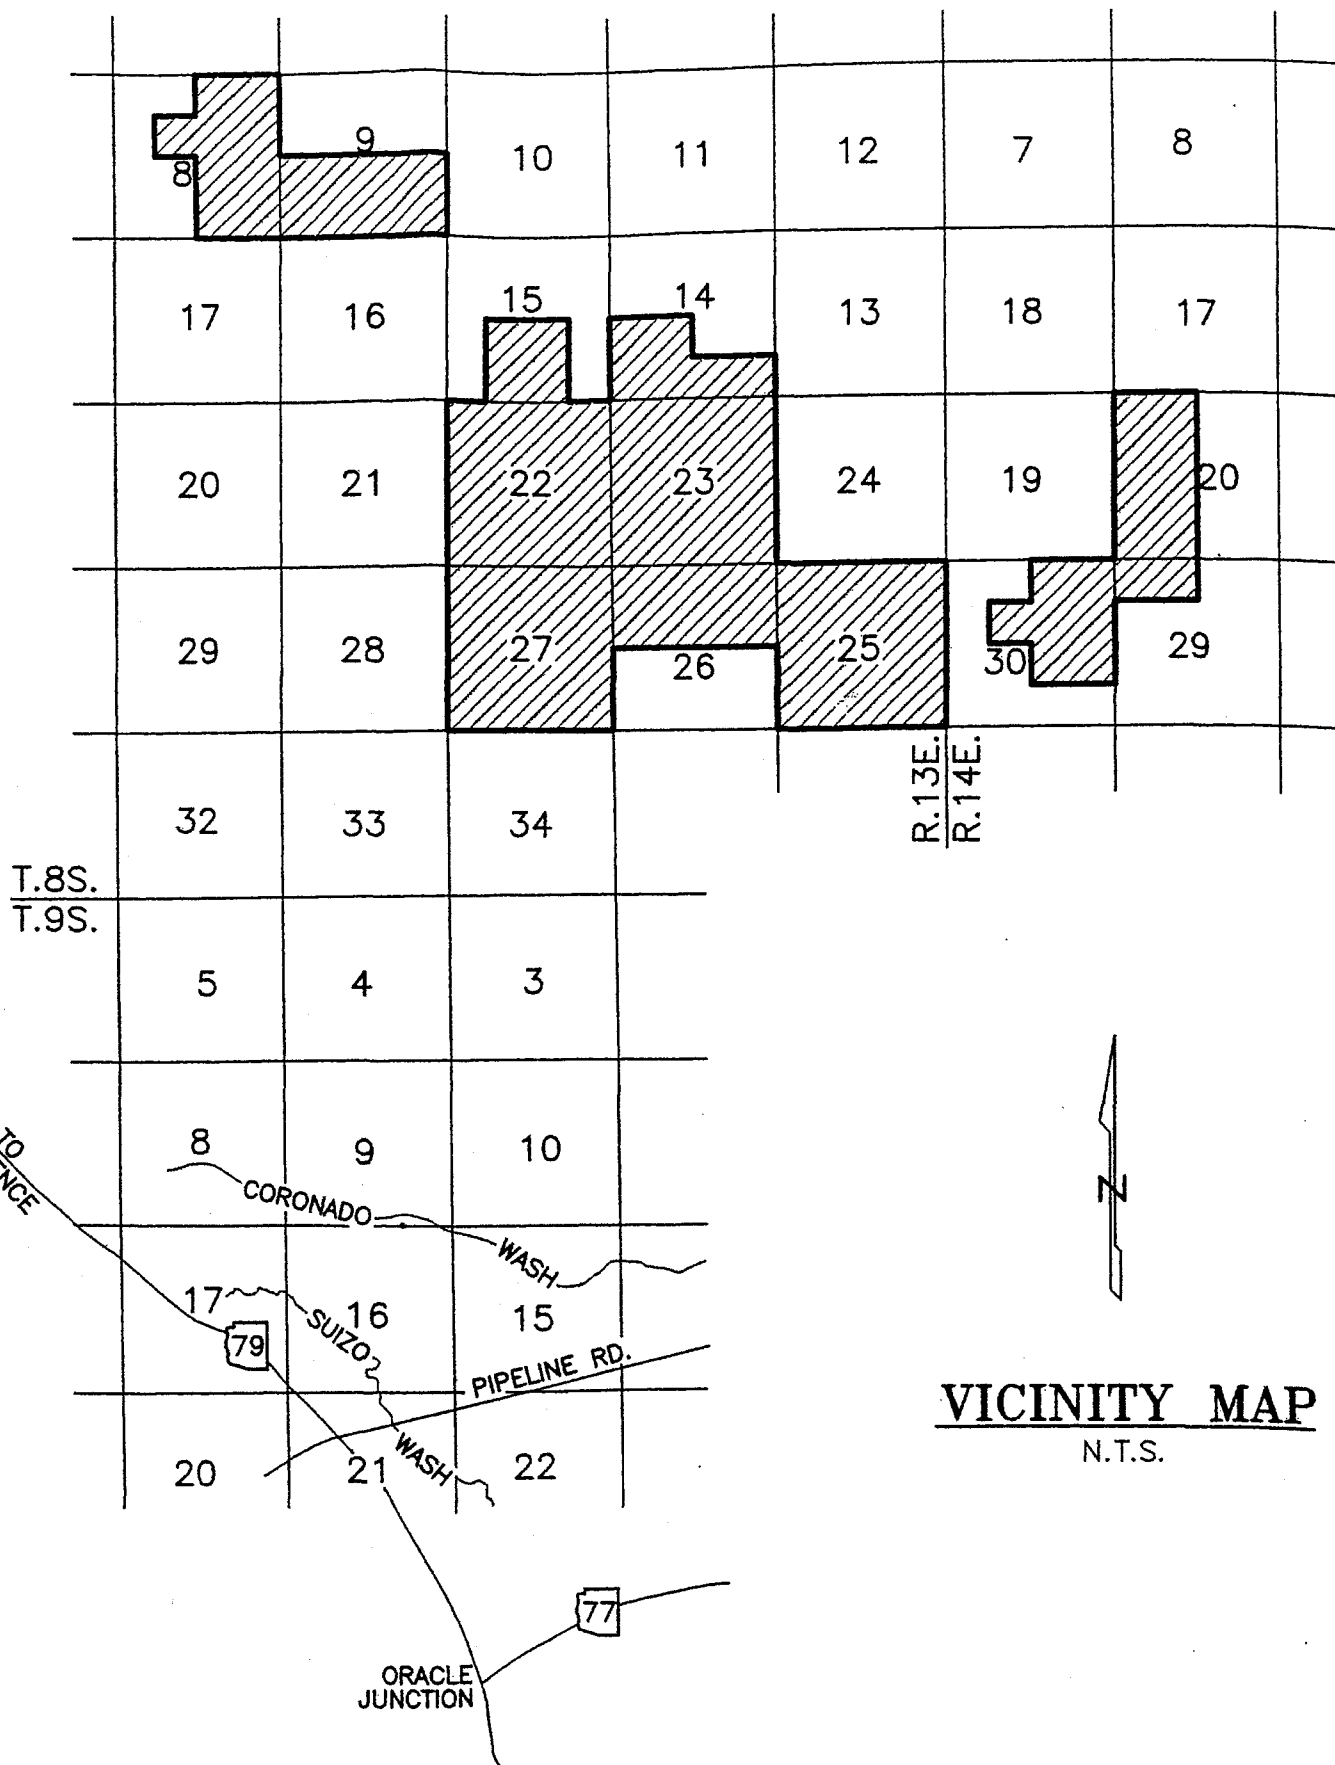 9 10 11 12 7 8
8
17 16 15 14 13 18 17
20 21 22 23 24 19 20
29 28 27 26 25 30 29
R.13E.
R.14E.
32 33 34
T.8S.
T.9S.
5 4 3
8 9 10
TO
CORONADO WASH
17 16 15
SUIZO WASH
79
PIPELINE RD.
20 21 22
N
VICINITY MAP
N.T.S.
77
ORACLE
JUNCTION